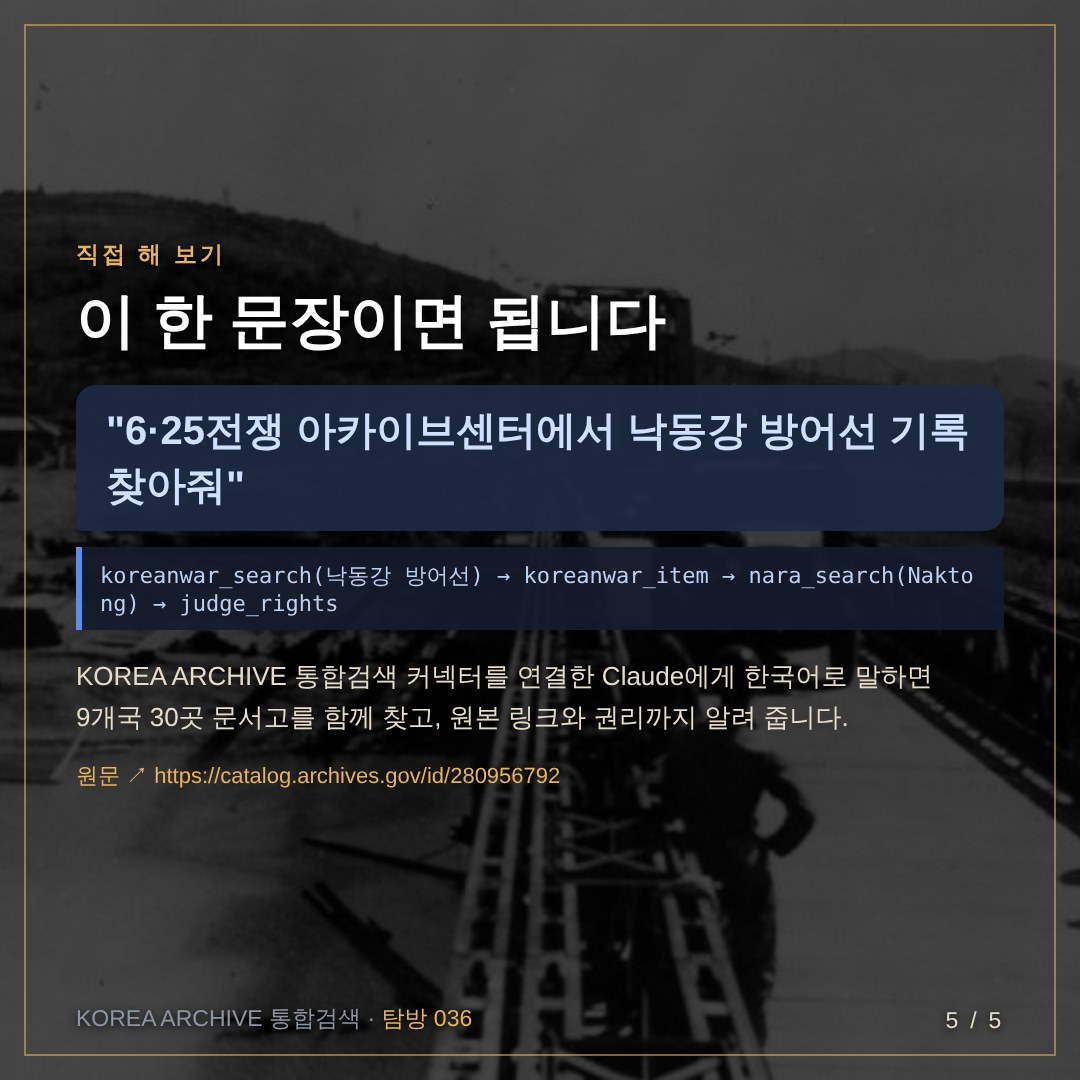 직접 해 보기
이 한 문장이면 됩니다
"6·25전쟁 아카이브센터에서 낙동강 방어선 기록
찾아줘"
koreanwar_search(낙동강 방어선) → koreanwar_item → nara_search(Nakto
ng) → judge_rights
KOREA ARCHIVE 통합검색 커넥터를 연결한 Claude에게 한국어로 말하면
9개국 30곳 문서고를 함께 찾고, 원본 링크와 권리까지 알려 줍니다.
원문 ↗ https://catalog.archives.gov/id/280956792
KOREA ARCHIVE 통합검색 · 탐방 036
5 / 5